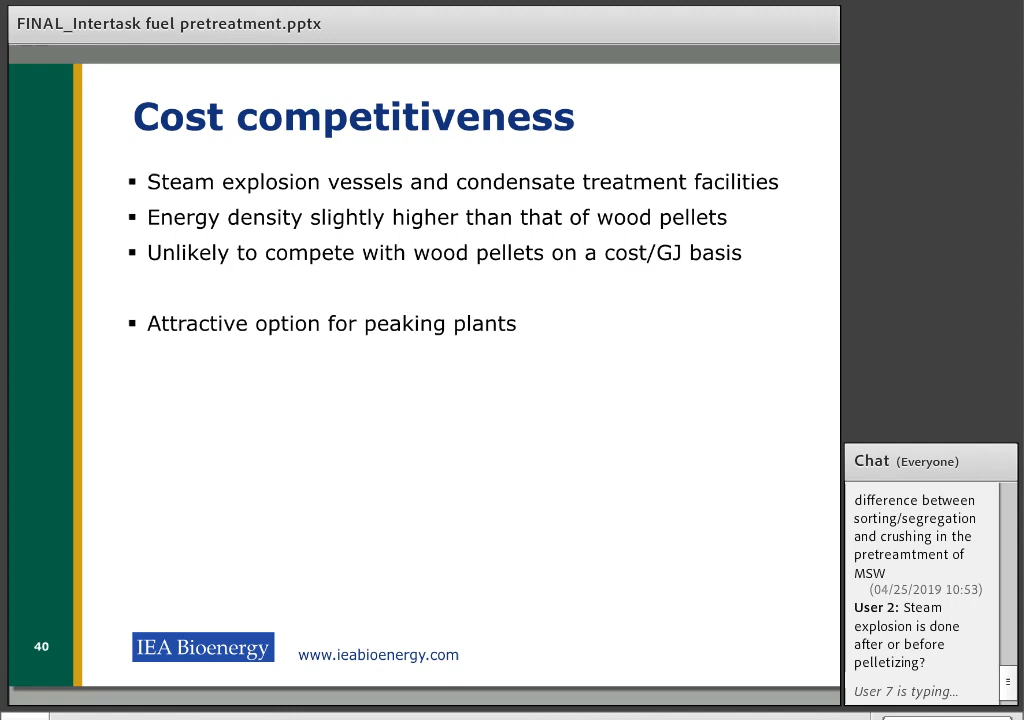 FINAL_Intertask fuel pretreatment.pptx
Cost competitiveness
▪ Steam explosion vessels and condensate treatment facilities
▪ Energy density slightly higher than that of wood pellets
▪ Unlikely to compete with wood pellets on a cost/GJ basis
▪ Attractive option for peaking plants
40
IEA Bioenergy
www.ieabioenergy.com
Chat (Everyone)
difference between
sorting/segregation
and crushing in the
pretreamtment of
MSW
(04/25/2019 10:53)
User 2: Steam
explosion is done
after or before
pelletizing?
User 7 is typing...